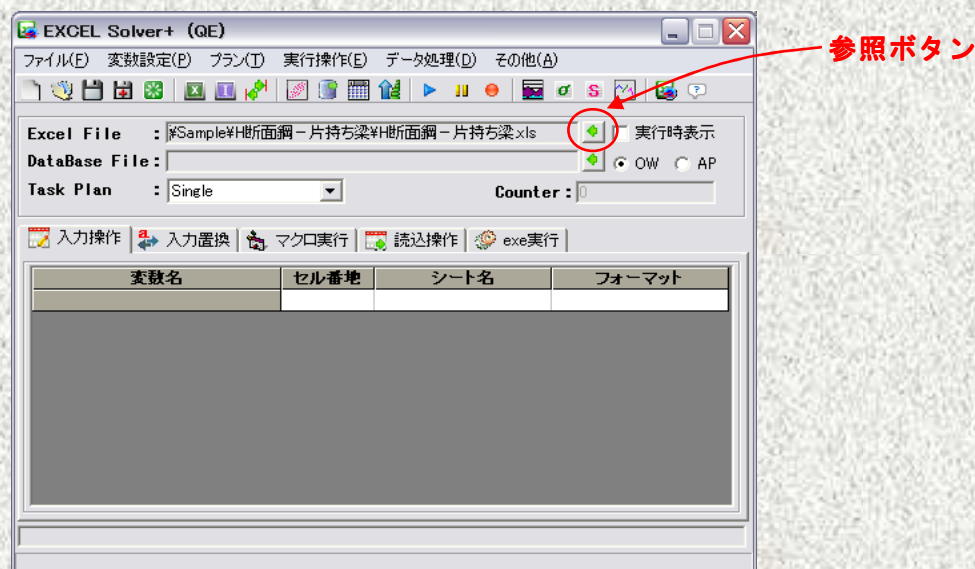 EXCEL Solver+ (QE)
参照ボタン
ファイル(F) 変数設定(P) プラン(T) 実行操作(E) データ処理(D) その他(A)
Excel File : ¥Sample¥H断面鋼－片持ち梁¥H断面鋼－片持ち梁.xls 実行時表示
DataBase File: OW AP
Task Plan : Single Counter: 0
入力操作 入力置換 マクロ実行 読込操作 exe実行
変数名 セル番地 シート名 フォーマット